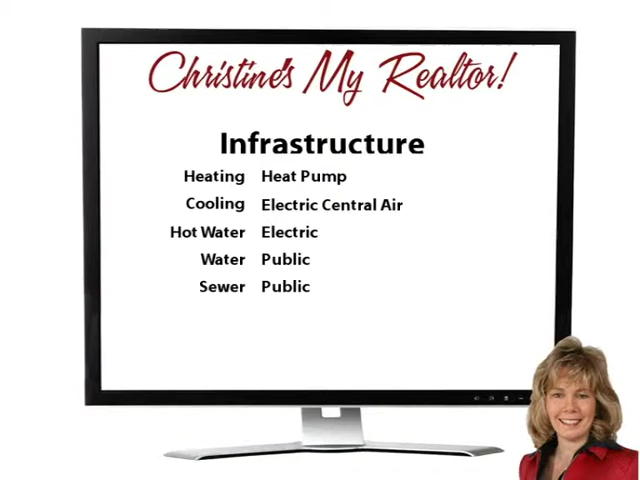 Christine's My Realtor!
Infrastructure
Heating Heat Pump
Cooling Electric Central Air
Hot Water Electric
Water Public
Sewer Public